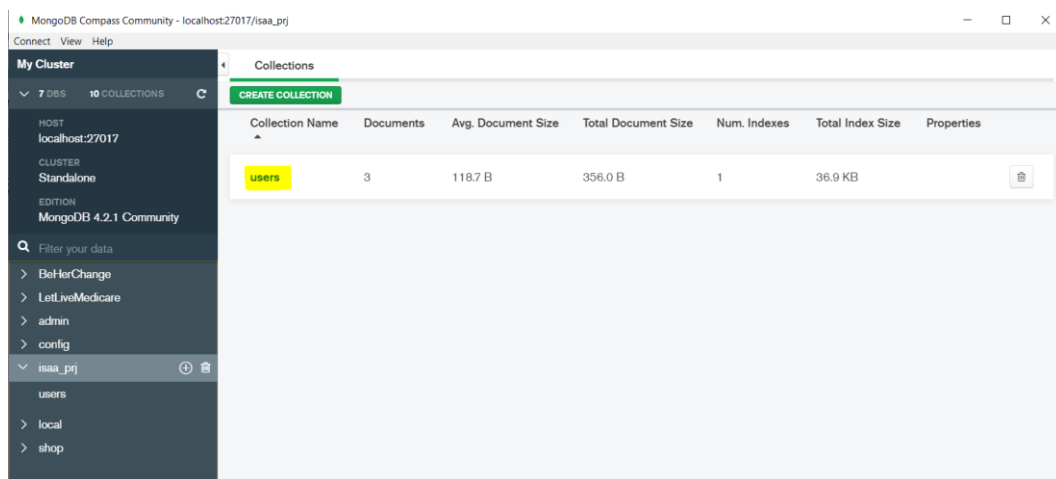 MongoDB Compass Community - localhost:27017/isaa_prj
Connect View Help
My Cluster
7 DBS 10 COLLECTIONS
HOST
localhost:27017
CLUSTER
Standalone
EDITION
MongoDB 4.2.1 Community
Filter your data
BeHerChange
LetLiveMedicare
admin
config
isaa_prj
users
local
shop
Collections
CREATE COLLECTION
Collection Name Documents Avg. Document Size Total Document Size Num. Indexes Total Index Size Properties
users 3 118.7 B 356.0 B 1 36.9 KB